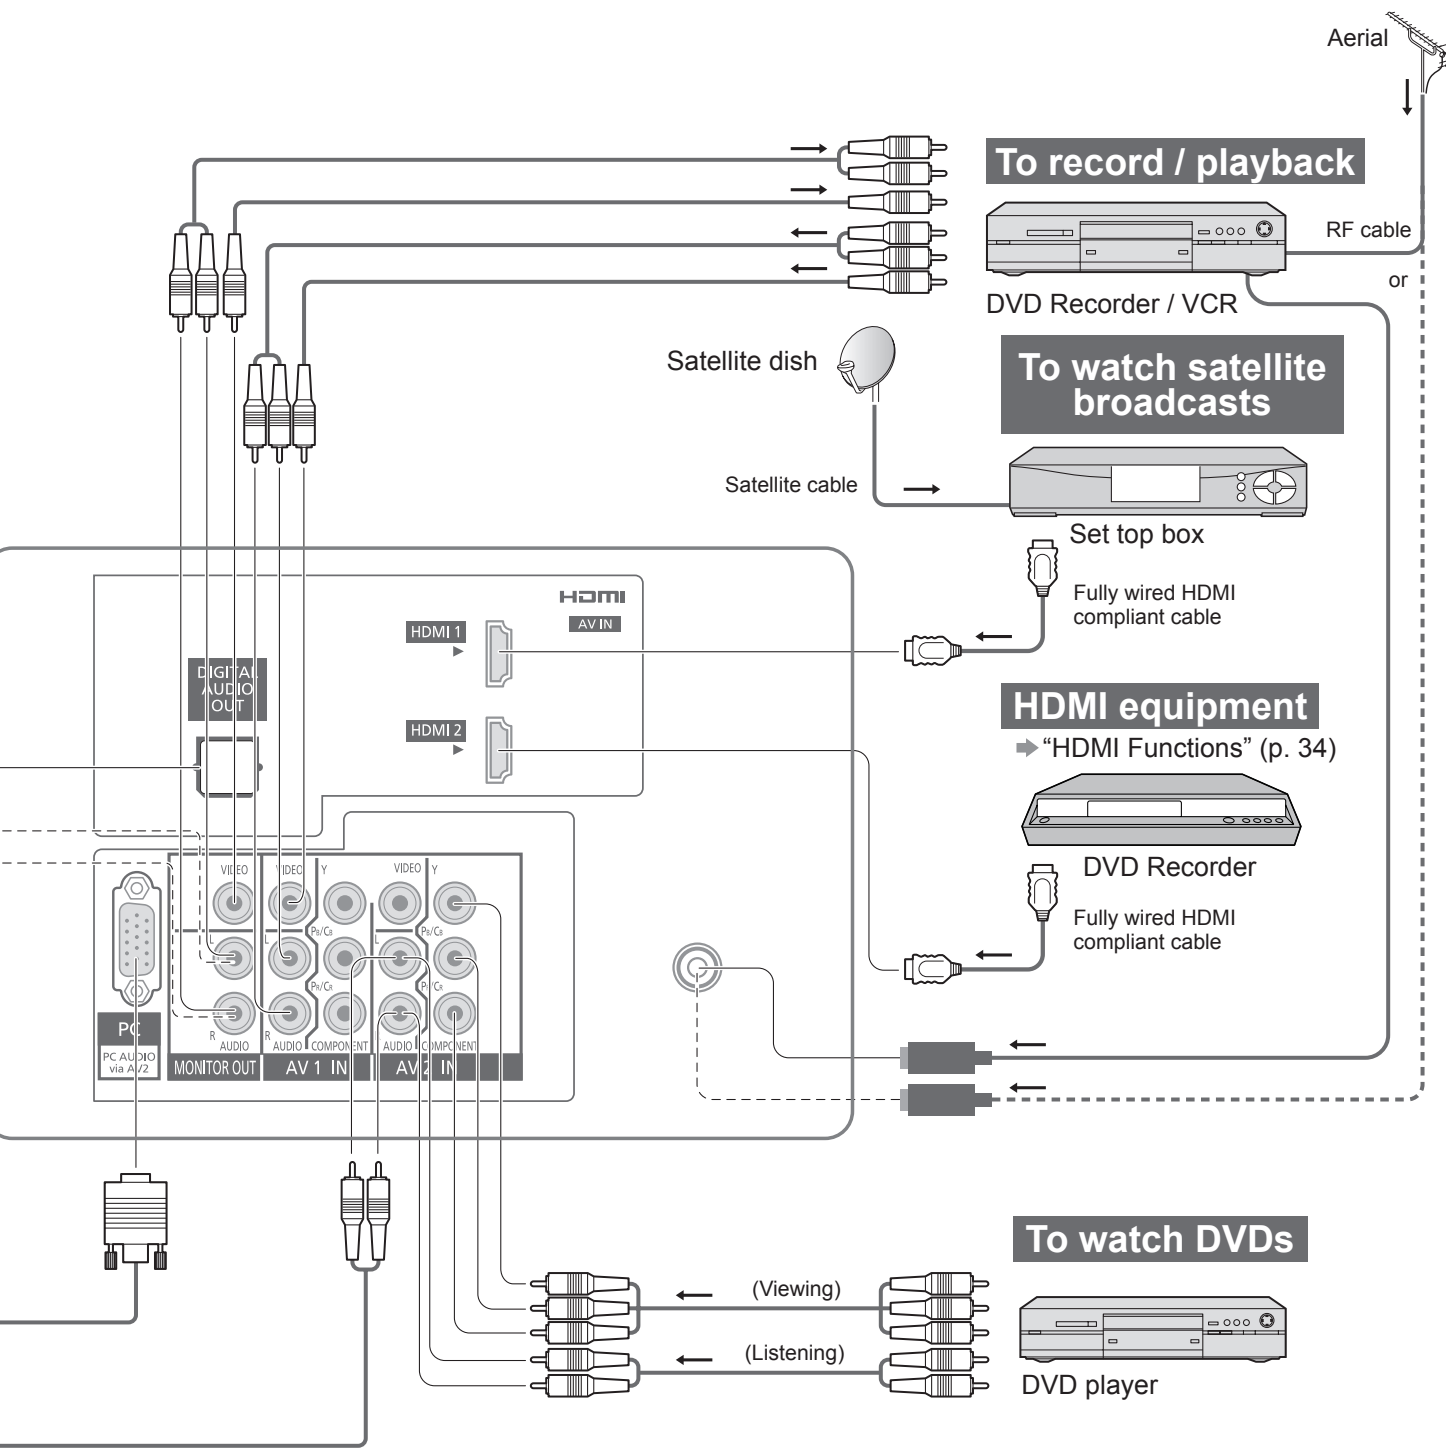 Aerial
To record / playback
RF cable
or
DVD Recorder / VCR
Satellite dish
To watch satellite
broadcasts
Satellite cable
Set top box
Fully wired HDMI
compliant cable
HDMI
AV IN
HDMI 1
DIGITAL
AUDIO
OUT
HDMI 2
HDMI equipment
“HDMI Functions” (p. 34)
DVD Recorder
Fully wired HDMI
compliant cable
VIDEO VIDEO Y VIDEO Y
L L PB/CB L PB/CB
PR/CR PR/CR
R R
AUDIO AUDIO COMPONENT AUDIO COMPONENT
PC
PC AUDIO
via AV2
MONITOR OUT AV 1 IN AV 2 IN
To watch DVDs
(Viewing)
(Listening)
DVD player